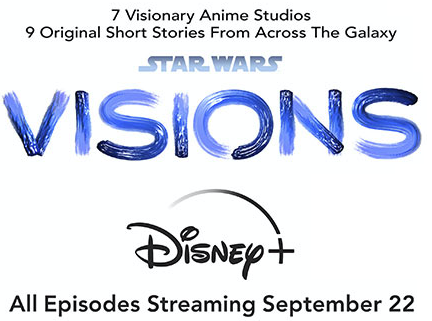 7 Visionary Anime Studios
9 Original Short Stories From Across The Galaxy
STAR WARS
VISIONS
Disney+
All Episodes Streaming September 22